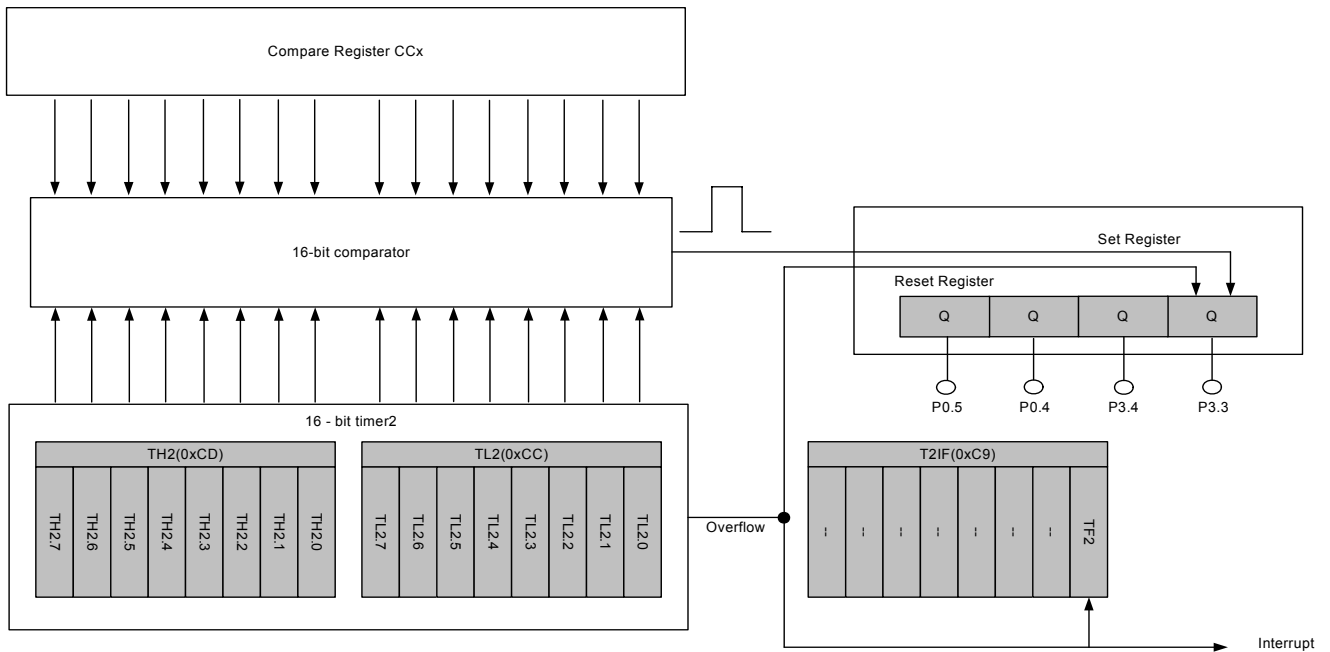 Compare Register CCx
16-bit comparator
Set Register
Reset Register
Q Q Q Q
P0.5 P0.4 P3.4 P3.3
16 - bit timer2
TH2(0xCD) TL2(0xCC) T2IF(0xC9)
TH2.7 TH2.6 TH2.5 TH2.4 TH2.3 TH2.2 TH2.1 TH2.0 TL2.7 TL2.6 TL2.5 TL2.4 TL2.3 TL2.2 TL2.1 TL2.0
Overflow
-- -- -- -- -- -- -- TF2
Interrupt